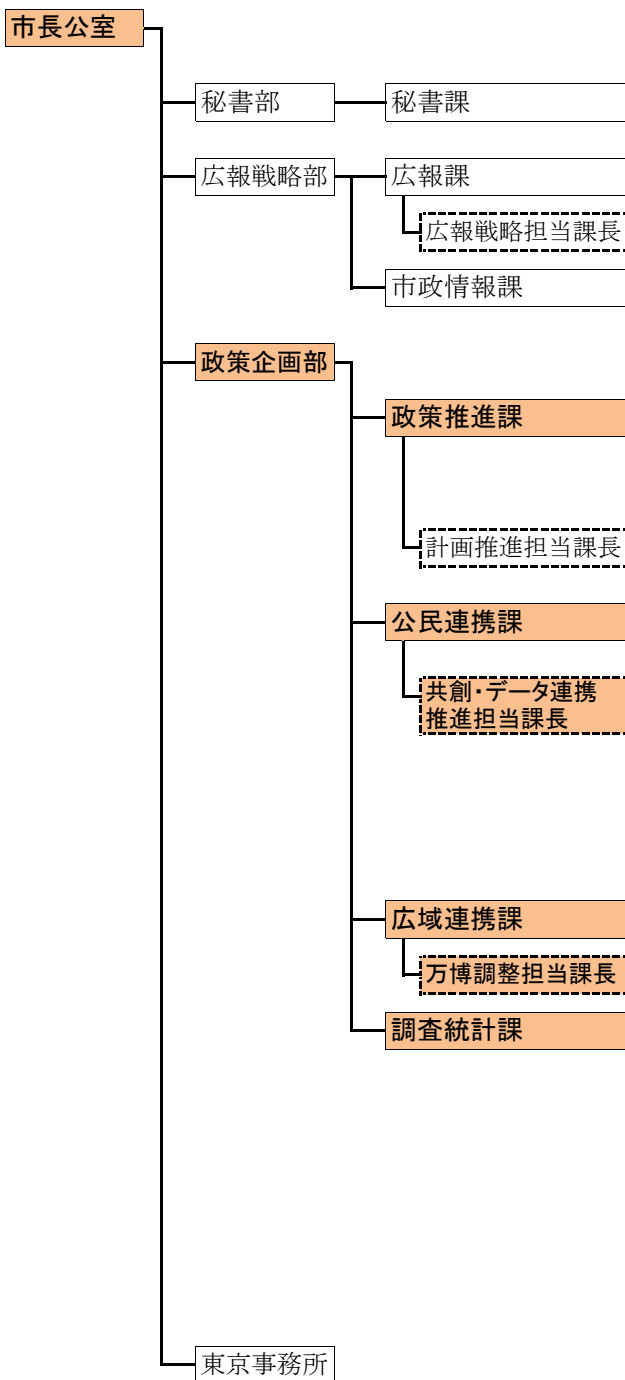 市長公室
秘書部
秘書課
広報戦略部
広報課
広報戦略担当課長
市政情報課
政策企画部
政策推進課
計画推進担当課長
公民連携課
共創・データ連携
推進担当課長
広域連携課
万博調整担当課長
調査統計課
東京事務所